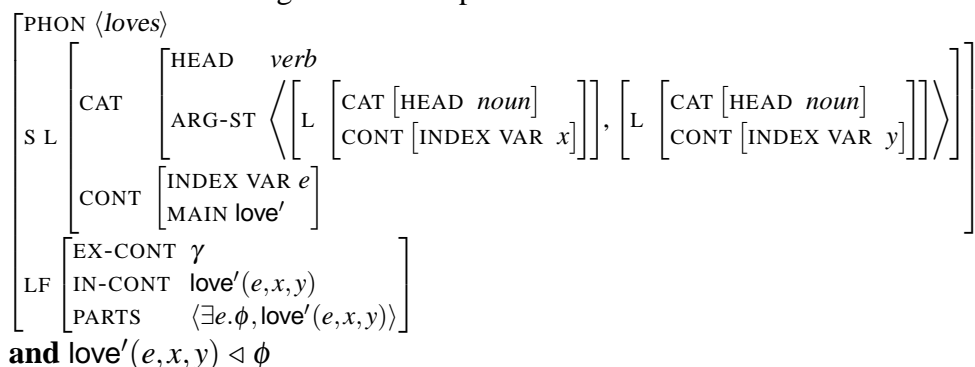 PHON ⟨loves⟩
HEAD verb
CAT
ARG-ST ⟨[L [CAT [HEAD noun] CONT [INDEX VAR x]]], [L [CAT [HEAD noun] CONT [INDEX VAR y]]]⟩
S L
CONT [INDEX VAR e
MAIN love′]
EX-CONT γ
LF IN-CONT love′(e,x,y)
PARTS ⟨∃e.ϕ,love′(e,x,y)⟩
and love′(e,x,y) ◁ ϕ